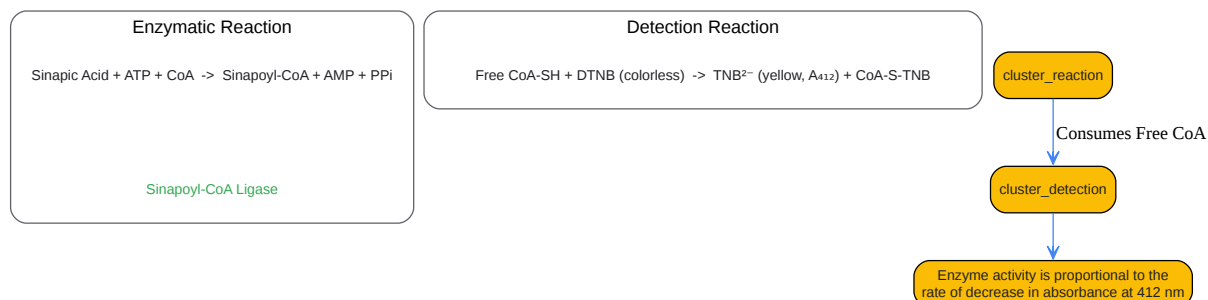 Enzymatic Reaction
Sinapic Acid + ATP + CoA -> Sinapoyl-CoA + AMP + PPi
Sinapoyl-CoA Ligase
Detection Reaction
Free CoA-SH + DTNB (colorless) -> TNB²⁻ (yellow, A₄₁₂) + CoA-S-TNB
cluster_reaction
Consumes Free CoA
cluster_detection
Enzyme activity is proportional to the
rate of decrease in absorbance at 412 nm